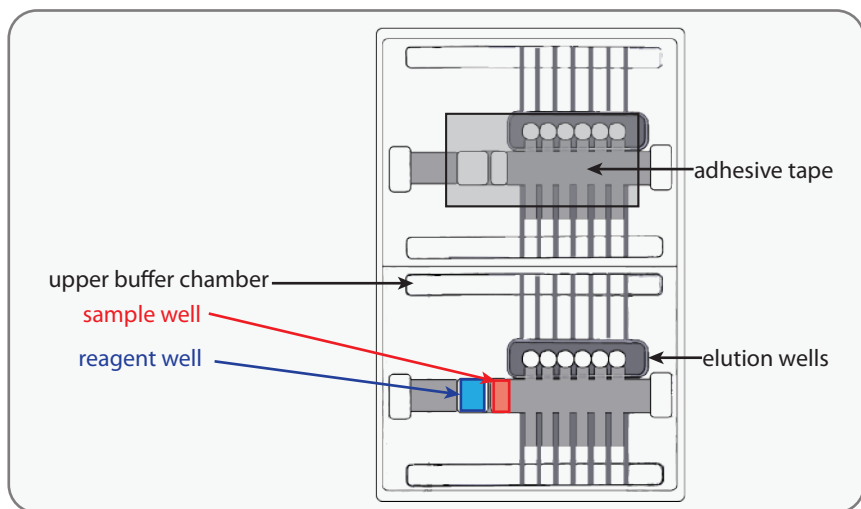 adhesive tape
upper buffer chamber
sample well
reagent well
elution wells